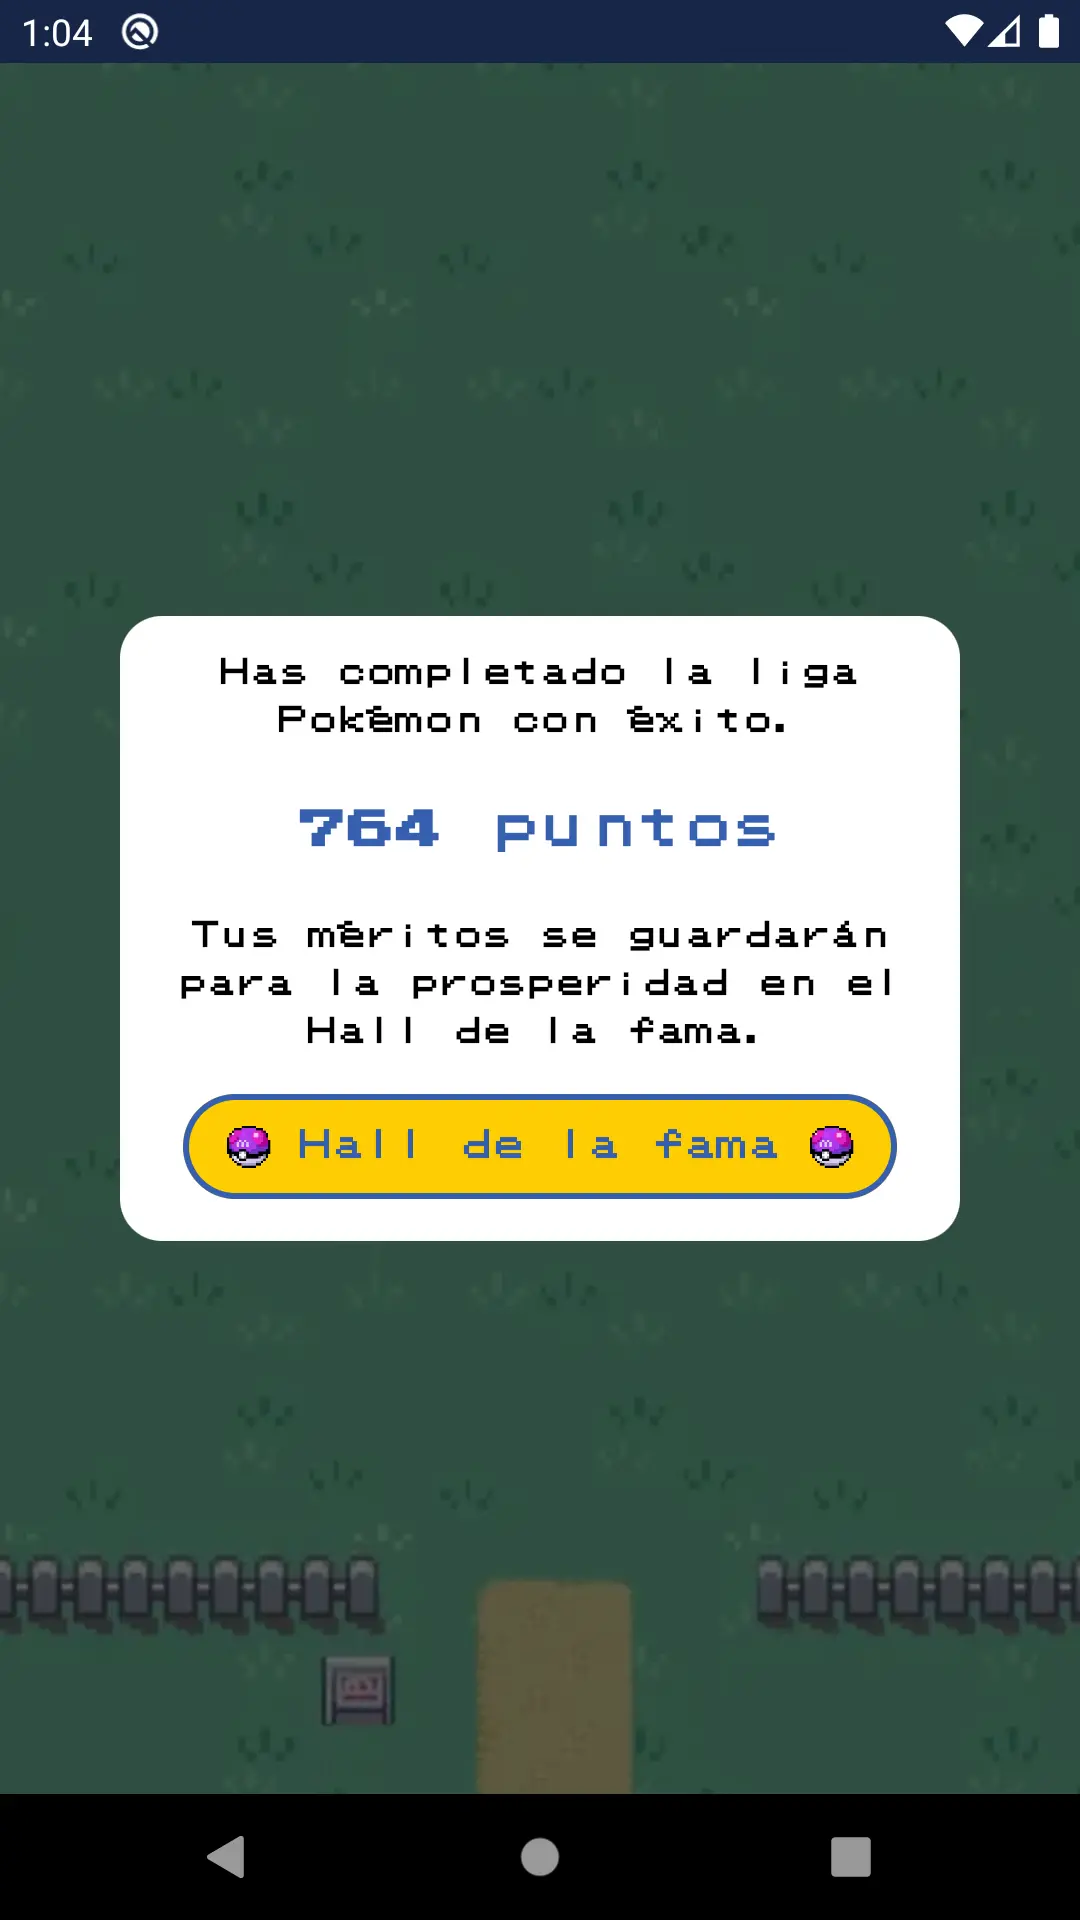 1:04
Has completado la liga
Pokémon con éxito.
764 puntos
Tus méritos se guardarán
para la prosperidad en el
Hall de la fama.
Hall de la fama